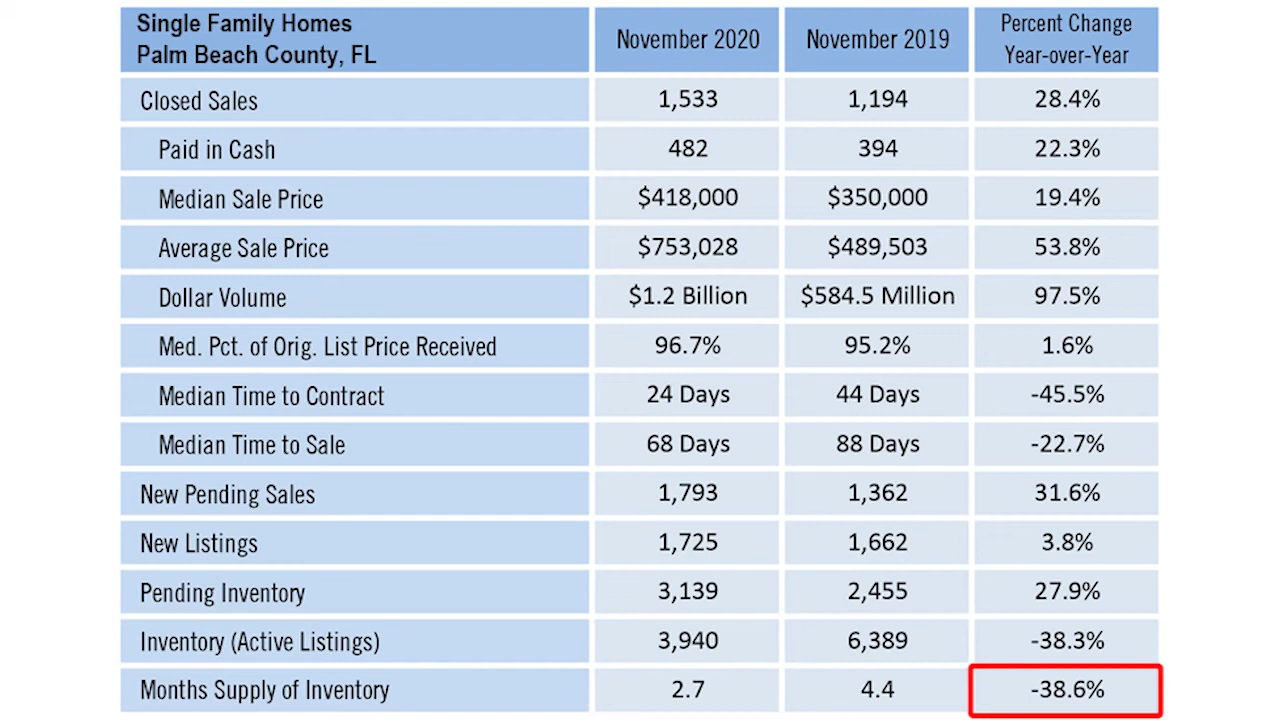 Single Family Homes
Palm Beach County, FL
November 2020
November 2019
Percent Change
Year-over-Year
Closed Sales 1,533 1,194 28.4%
Paid in Cash 482 394 22.3%
Median Sale Price $418,000 $350,000 19.4%
Average Sale Price $753,028 $489,503 53.8%
Dollar Volume $1.2 Billion $584.5 Million 97.5%
Med. Pct. of Orig. List Price Received 96.7% 95.2% 1.6%
Median Time to Contract 24 Days 44 Days -45.5%
Median Time to Sale 68 Days 88 Days -22.7%
New Pending Sales 1,793 1,362 31.6%
New Listings 1,725 1,662 3.8%
Pending Inventory 3,139 2,455 27.9%
Inventory (Active Listings) 3,940 6,389 -38.3%
Months Supply of Inventory 2.7 4.4 -38.6%